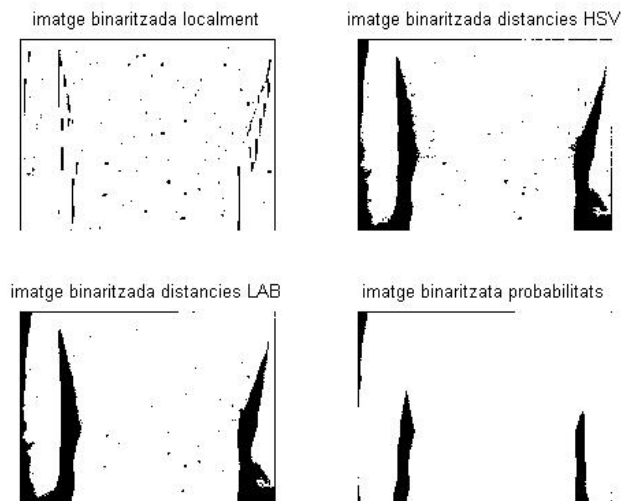 imatge binaritzada localment
imatge binaritzada distancies HSV
imatge binaritzada distancies LAB
imatge binaritzata probabilitats